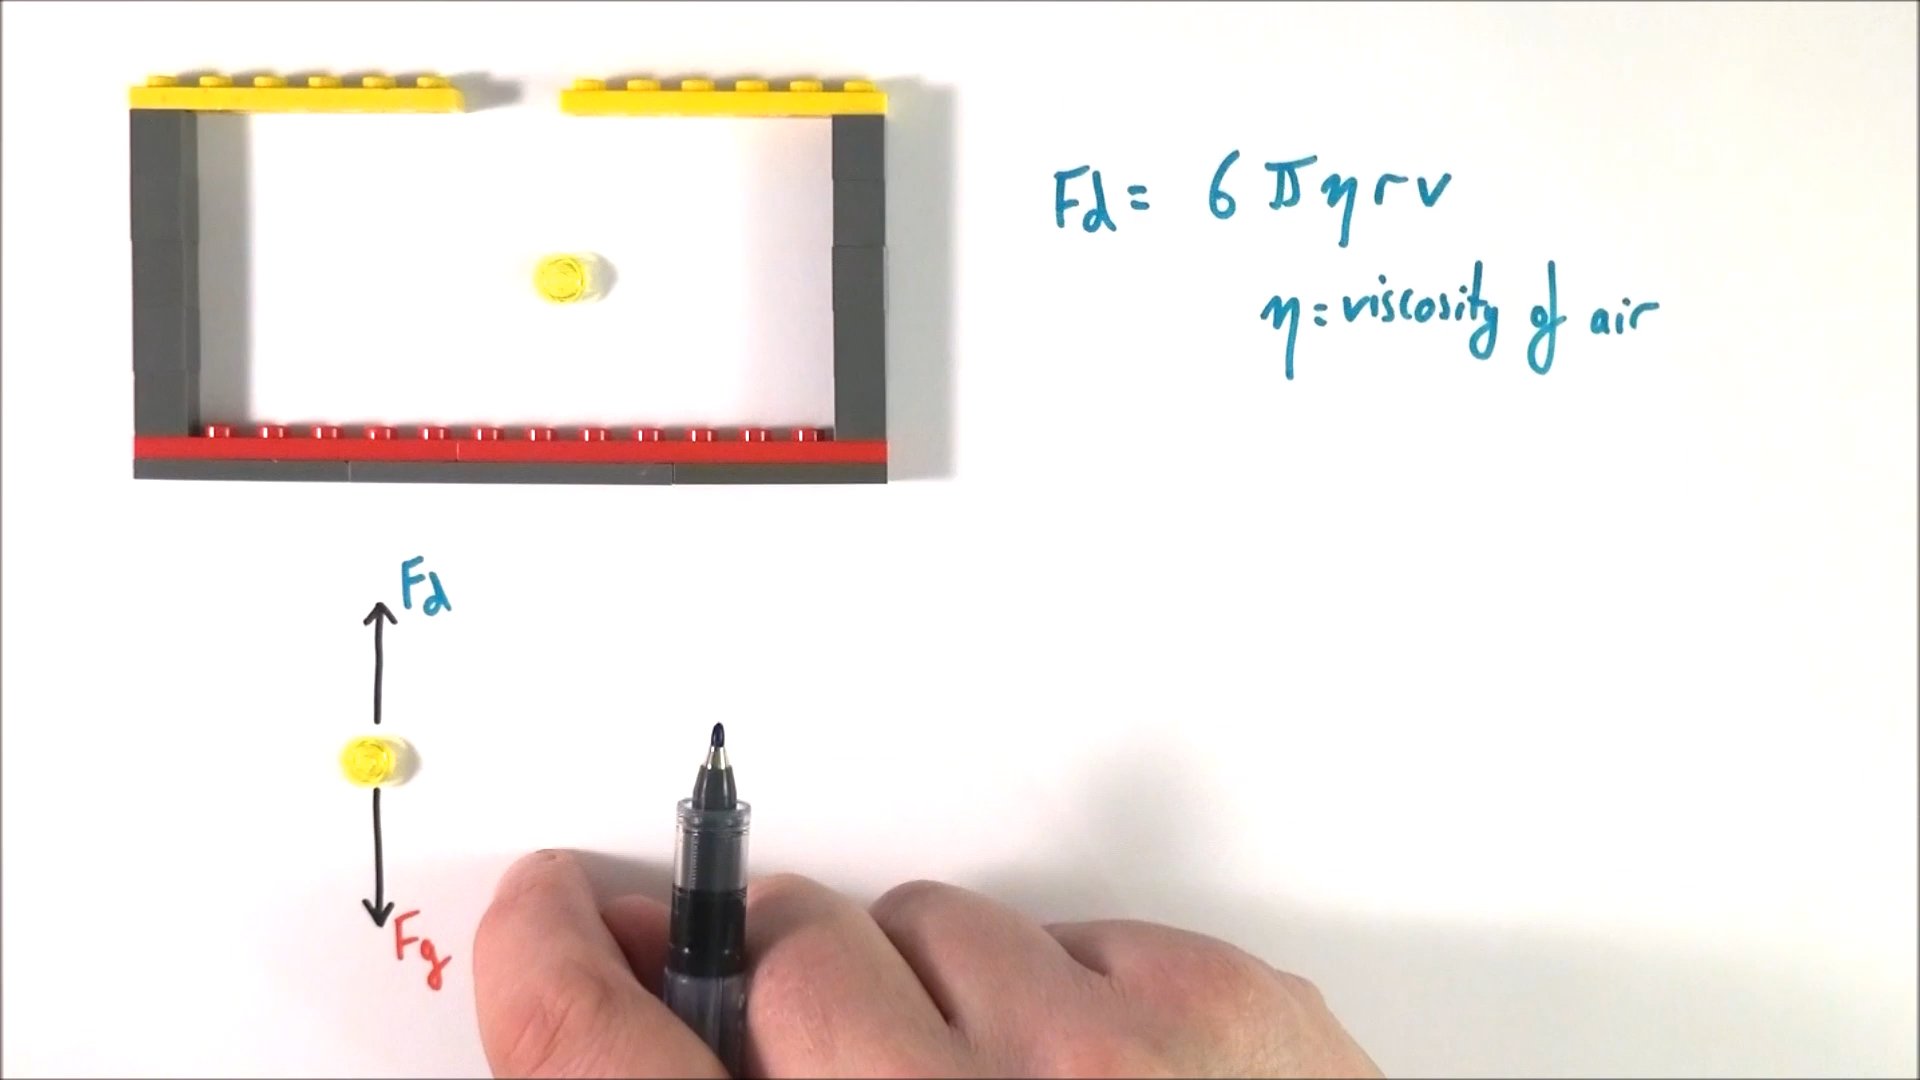 Fd = 6 π η r v
η = viscosity of air
Fd
Fg